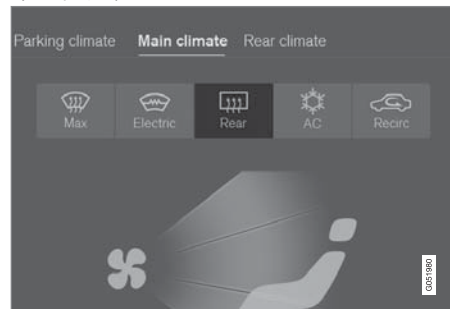 Parking climate Main climate Rear climate
Max Electric Rear AC Recirc
G051980